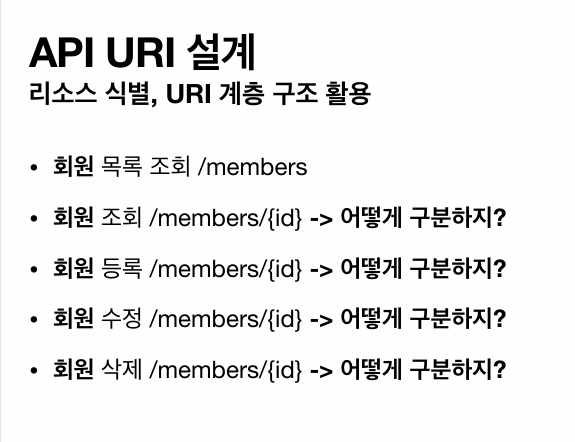 API URI 설계
리소스 식별, URI 계층 구조 활용
• 회원 목록 조회 /members
• 회원 조회 /members/{id} -> 어떻게 구분하지?
• 회원 등록 /members/{id} -> 어떻게 구분하지?
• 회원 수정 /members/{id} -> 어떻게 구분하지?
• 회원 삭제 /members/{id} -> 어떻게 구분하지?